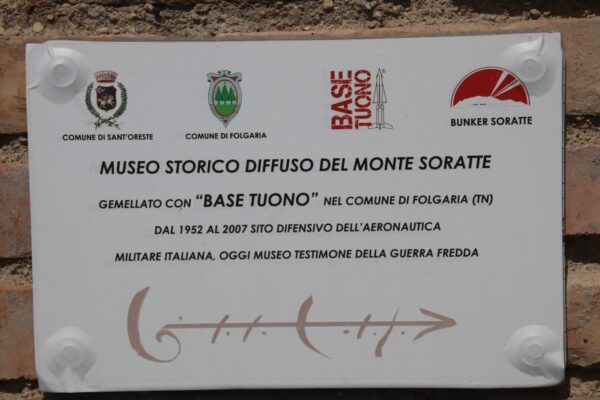 COMUNE DI SANT'ORESTE
COMUNE DI FOLGARIA
BASE TUONO
BUNKER SORATTE
MUSEO STORICO DIFFUSO DEL MONTE SORATTE
GEMELLATO CON "BASE TUONO" NEL COMUNE DI FOLGARIA (TN)
DAL 1952 AL 2007 SITO DIFENSIVO DELL'AERONAUTICA
MILITARE ITALIANA, OGGI MUSEO TESTIMONE DELLA GUERRA FREDDA